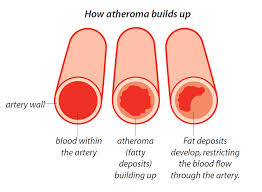 How atheroma builds up
artery wall
blood within
the artery
atheroma
(fatty
deposits)
building up
Fat deposits
develop, restricting
the blood flow
through the artery.